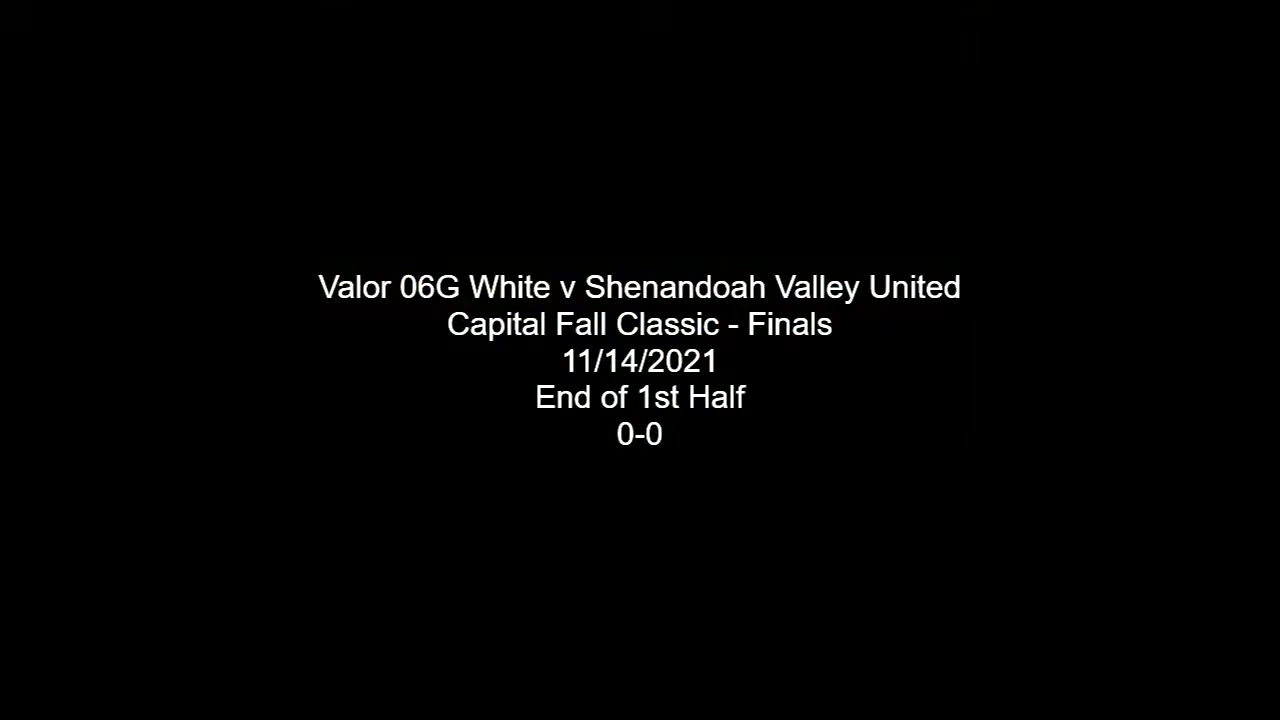 Valor 06G White v Shenandoah Valley United
Capital Fall Classic - Finals
11/14/2021
End of 1st Half
0-0